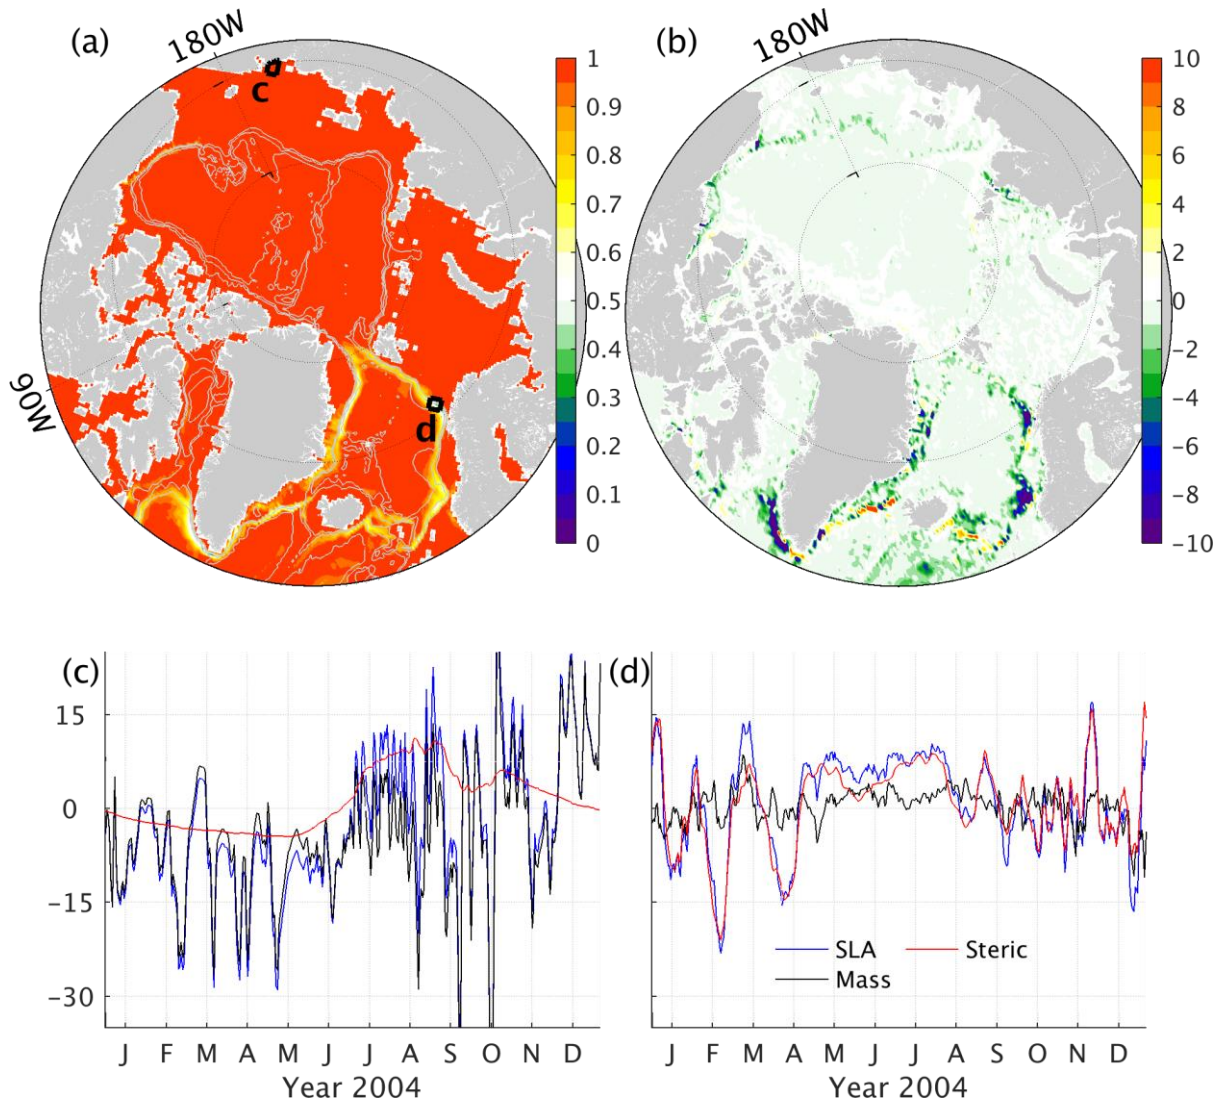 (a)
180W
90W
c
d
1
0.9
0.8
0.7
0.6
0.5
0.4
0.3
0.2
0.1
0
(b)
180W
10
8
6
4
2
0
−2
−4
−6
−8
−10
(c)
15
0
−15
−30
J F M A M J J A S O N D
Year 2004
(d)
SLA Steric
Mass
J F M A M J J A S O N D
Year 2004